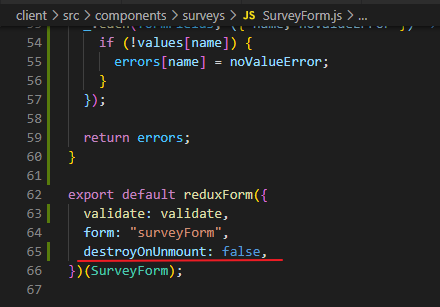 client > src > components > surveys > JS SurveyForm.js > ...
54 if (!values[name]) {
55 errors[name] = noValueError;
56 }
57 });
58
59 return errors;
60 }
61
62 export default reduxForm({
63 validate: validate,
64 form: "surveyForm",
65 destroyOnUnmount: false,
66 })(SurveyForm);
67